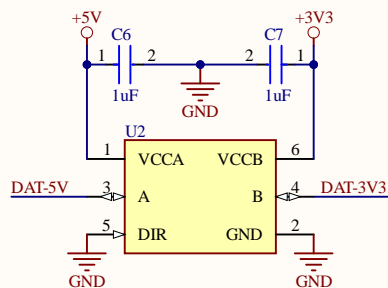 +5V +3V3
C6 C7
1 2 2 1
1uF GND 1uF
U2
1 VCCA VCCB 6
DAT-5V 3 A B 4 DAT-3V3
5 DIR GND 2
GND GND